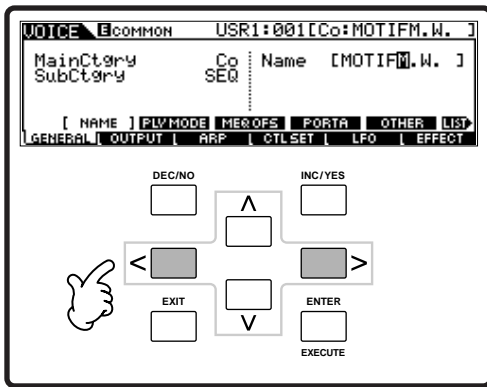 VOICE E COMMON USR1:001[Co:MOTIFM.W. ]
MainCtgry Co Name [MOTIFM.W. ]
SubCtgry SEQ
[ NAME ] PLY MODE MEQ OFS PORTA OTHER LIST
GENERAL OUTPUT ARP CTL SET LFO EFFECT
DEC/NO INC/YES
EXIT ENTER
EXECUTE